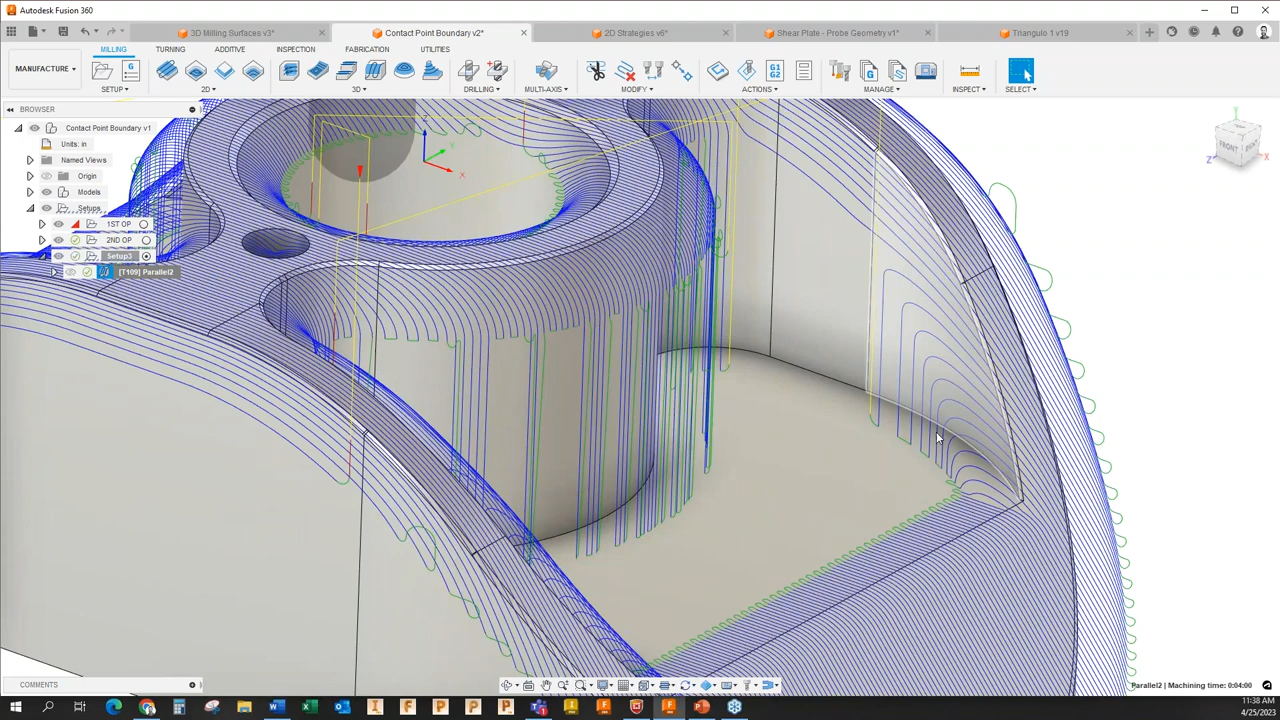 Autodesk Fusion 360
3D Milling Surfaces v3*
Contact Point Boundary v2*
2D Strategies v6*
Shear Plate - Probe Geometry v1*
Triangulo 1 v19
MILLING TURNING ADDITIVE INSPECTION FABRICATION UTILITIES
MANUFACTURE
G1
G2
SETUP 2D 3D DRILLING MULTI-AXIS MODIFY ACTIONS MANAGE INSPECT SELECT
BROWSER
Contact Point Boundary v1
Units: in
Named Views
Origin
Models
Setups
1ST OP
2ND OP
Setup3
[T109] Parallel2
Z
Y
X
Y
FRONT
Z
X
COMMENTS
Parallel2 | Machining time: 0:04:00
11:38 AM
4/25/2023